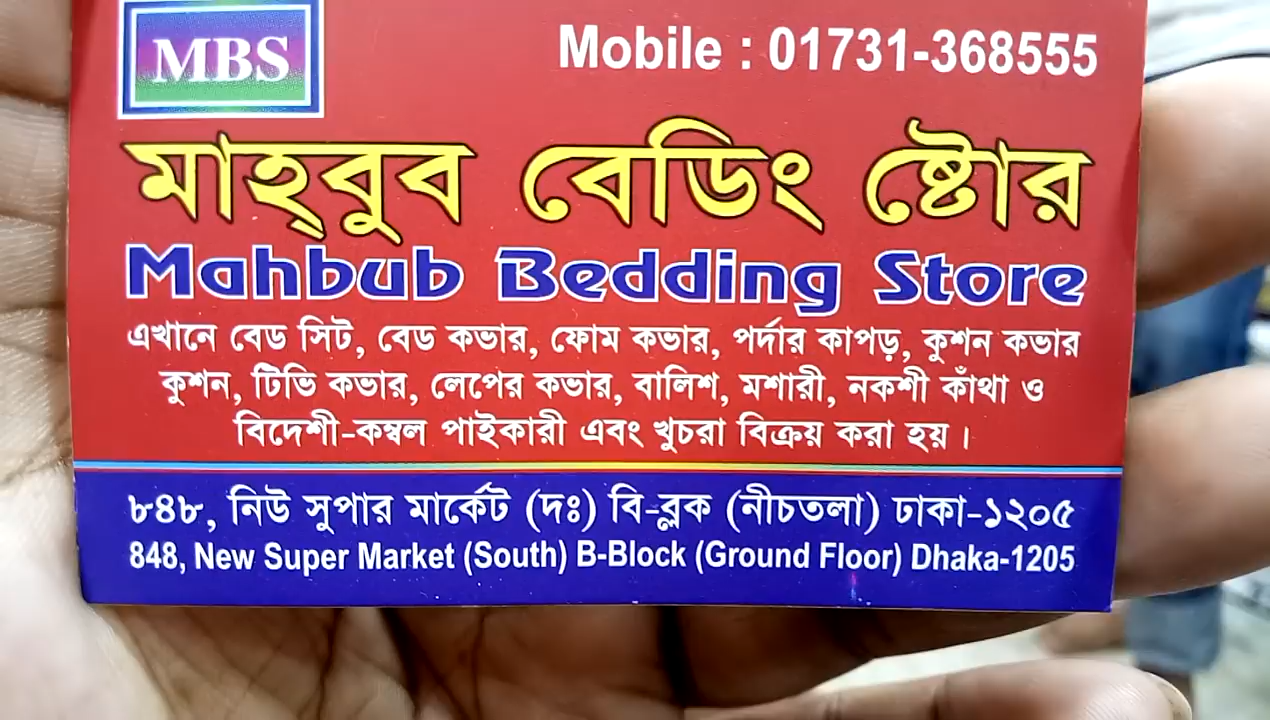 MBS
Mobile : 01731-368555
মাহ্‌বুব বেডিং ষ্টোর
Mahbub Bedding Store
এখানে বেড সিট, বেড কভার, ফোম কভার, পর্দার কাপড়, কুশন কভার
কুশন, টিভি কভার, লেপের কভার, বালিশ, মশারী, নকশী কাঁথা ও
বিদেশী-কম্বল পাইকারী এবং খুচরা বিক্রয় করা হয়।
৮৪৮, নিউ সুপার মার্কেট (দঃ) বি-ব্লক (নীচতলা) ঢাকা-১২০৫
848, New Super Market (South) B-Block (Ground Floor) Dhaka-1205